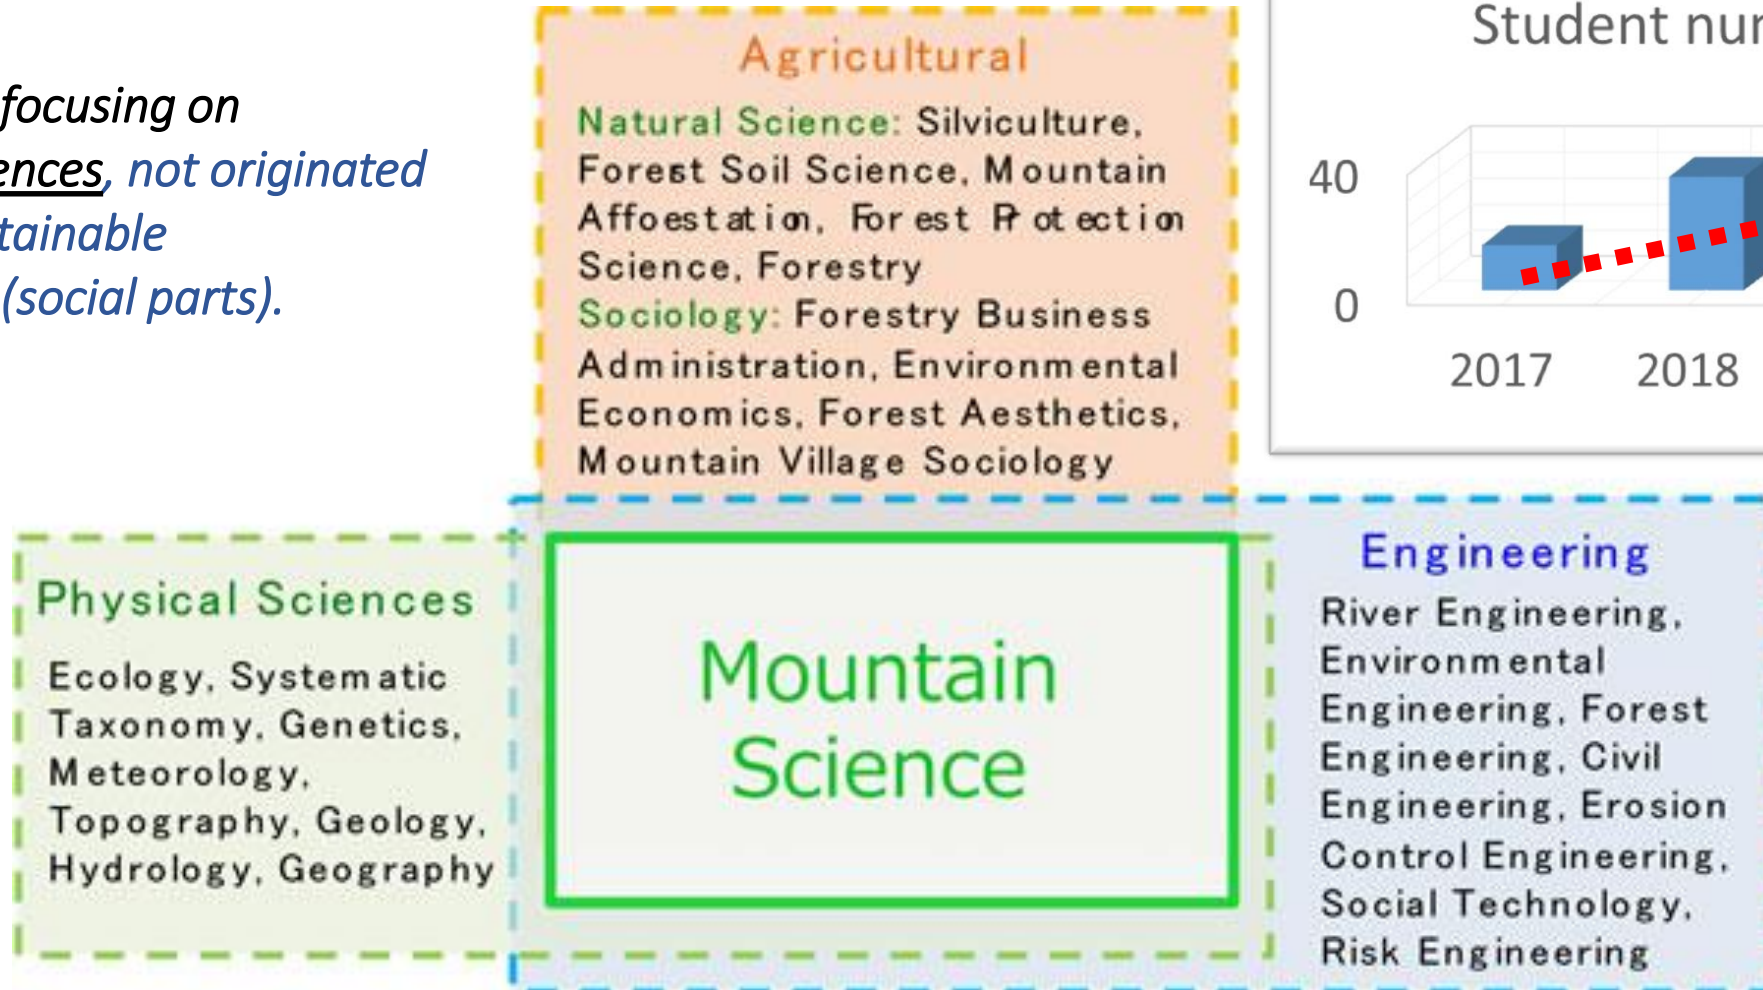 focusing on
ences, not originated
tainable
(social parts).
Agricultural
Natural Science: Silviculture,
Forest Soil Science, Mountain
Affoestation, Forest Protection
Science, Forestry
Sociology: Forestry Business
Administration, Environmental
Economics, Forest Aesthetics,
Mountain Village Sociology
Student nur
40
0
2017 2018
Physical Sciences
Ecology, Systematic
Taxonomy, Genetics,
Meteorology,
Topography, Geology,
Hydrology, Geography
Mountain
Science
Engineering
River Engineering,
Environmental
Engineering, Forest
Engineering, Civil
Engineering, Erosion
Control Engineering,
Social Technology,
Risk Engineering